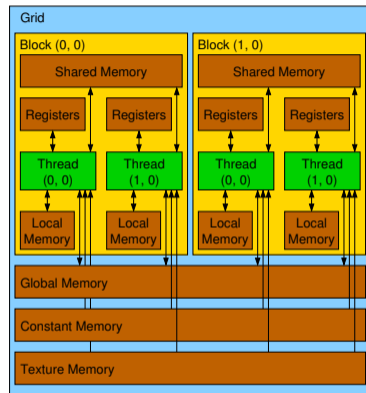 Grid
Block (0, 0)
Block (1, 0)
Shared Memory
Shared Memory
Registers
Registers
Registers
Registers
Thread
(0, 0)
Thread
(1, 0)
Thread
(0, 0)
Thread
(1, 0)
Local
Memory
Local
Memory
Local
Memory
Local
Memory
Global Memory
Constant Memory
Texture Memory